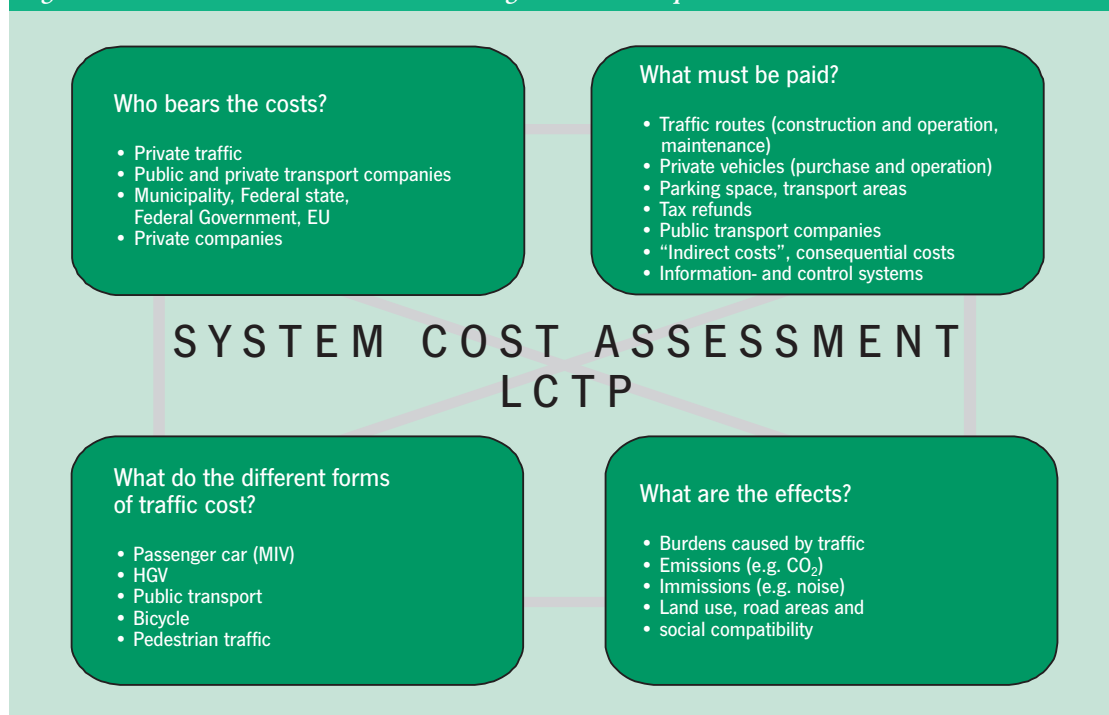 Who bears the costs?
• Private traffic
• Public and private transport companies
• Municipality, Federal state,
Federal Government, EU
• Private companies
What must be paid?
• Traffic routes (construction and operation,
maintenance)
• Private vehicles (purchase and operation)
• Parking space, transport areas
• Tax refunds
• Public transport companies
• “Indirect costs”, consequential costs
• Information- and control systems
SYSTEM COST ASSESSMENT
LCTP
What do the different forms
of traffic cost?
• Passenger car (MIV)
• HGV
• Public transport
• Bicycle
• Pedestrian traffic
What are the effects?
• Burdens caused by traffic
• Emissions (e.g. CO₂)
• Immissions (e.g. noise)
• Land use, road areas and
• social compatibility